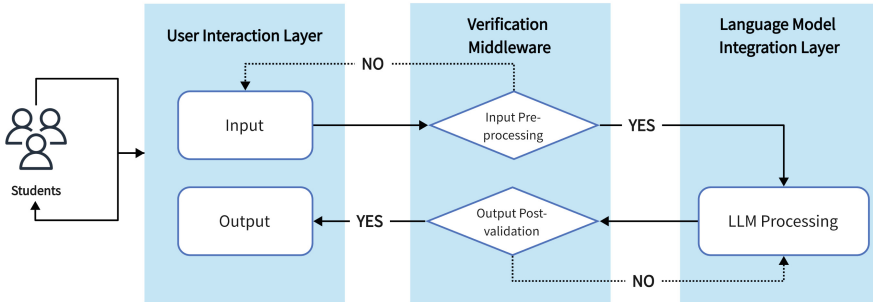 User Interaction Layer
Verification
Middleware
Language Model
Integration Layer
NO
Input
Input Pre-
processing
YES
Students
Output
YES
Output Post-
validation
LLM Processing
NO